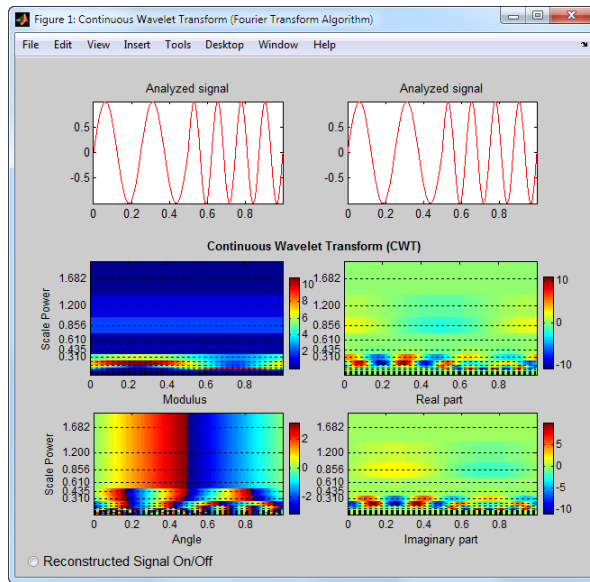 Figure 1: Continuous Wavelet Transform (Fourier Transform Algorithm)
File Edit View Insert Tools Desktop Window Help
Analyzed signal
0.5
0
-0.5
0 0.2 0.4 0.6 0.8
Analyzed signal
0.5
0
-0.5
0 0.2 0.4 0.6 0.8
Continuous Wavelet Transform (CWT)
Scale Power
1.682
1.200
0.856
0.610
0.435
0.310
0 0.2 0.4 0.6 0.8
Modulus
10
8
6
4
2
1.682
1.200
0.856
0.610
0.435
0.310
0 0.2 0.4 0.6 0.8
Real part
10
5
0
-5
-10
Scale Power
1.682
1.200
0.856
0.610
0.435
0.310
0 0.2 0.4 0.6 0.8
Angle
2
0
-2
1.682
1.200
0.856
0.610
0.435
0.310
0 0.2 0.4 0.6 0.8
Imaginary part
5
0
-5
-10
Reconstructed Signal On/Off